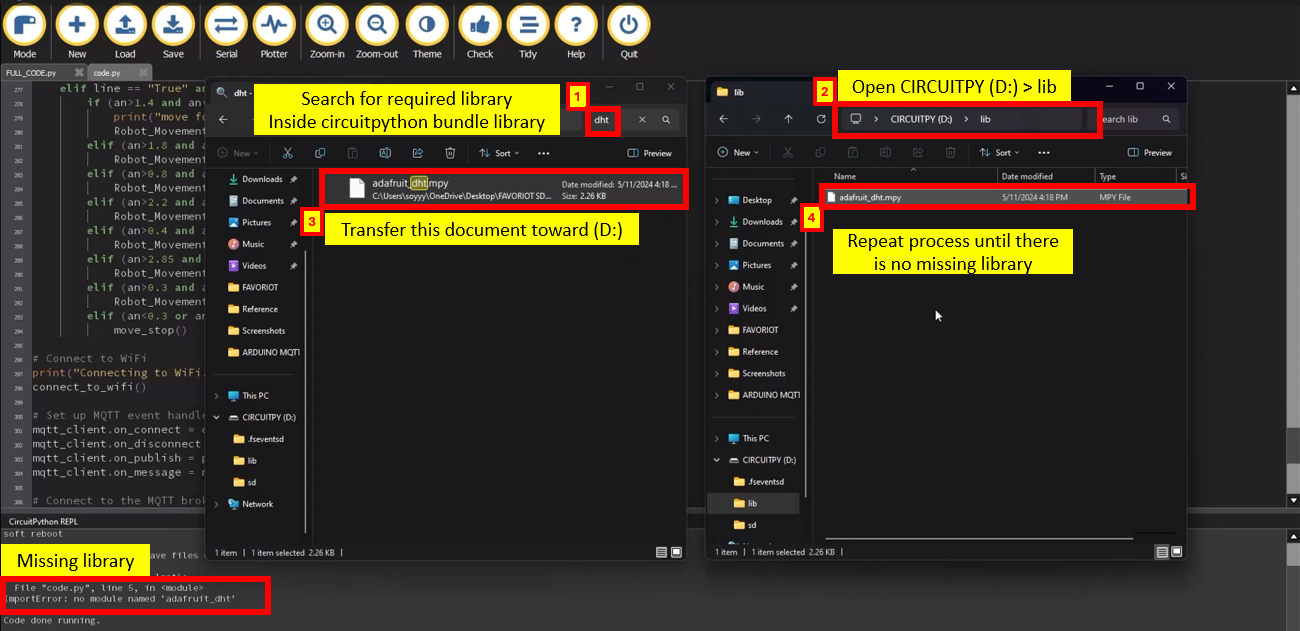 Mode
New
Load
Save
Serial
Plotter
Zoom-in
Zoom-out
Theme
Check
Tidy
Help
Quit
FULL_CODE.py
code.py
277 elif line == "True" an
278 if (an>1.4 and an
279 print("move fo
280 Robot_Movement
281 elif (an>1.8 and a
282 Robot_Movement
283 elif (an>0.8 and a
284 Robot_Movement
285 elif (an>2.2 and a
286 Robot_Movement
287 elif (an>0.4 and a
288 Robot_Movement
289 elif (an>2.85 and
290 Robot_Movement
291 elif (an>0.3 and a
292 Robot_Movement
293 elif (an<0.3 or an
294 move_stop()
295
296 # Connect to WiFi
297 print("Connecting to WiFi.
298 connect_to_wifi()
299
300 # Set up MQTT event handle
301 mqtt_client.on_connect = c
302 mqtt_client.on_disconnect
303 mqtt_client.on_publish = p
304 mqtt_client.on_message =
305
306 # Connect to the MQTT brok
CircuitPython REPL
soft reboot
ave files
Missing library
File "code.py", line 5, in <module>
ImportError: no module named 'adafruit_dht'
Code done running.
dht -
Search for required library
Inside circuitpython bundle library
1
dht
New
Sort
Preview
Downloads
Documents
Pictures
Music
Videos
FAVORIOT
Reference
Screenshots
ARDUINO MQTT
This PC
CIRCUITPY (D:)
.fseventsd
lib
sd
Network
adafruit_dht.mpy
C:\Users\soyyy\OneDrive\Desktop\FAVORIOT SD...
Date modified: 5/11/2024 4:18 ...
Size: 2.26 KB
3
Transfer this document toward (D:)
1 item
1 item selected 2.26 KB
lib
2
Open CIRCUITPY (D:) > lib
CIRCUITPY (D:)
lib
earch lib
New
Sort
Preview
Desktop
Downloads
Documents
Pictures
Music
Videos
FAVORIOT
Reference
Screenshots
ARDUINO MQTT
This PC
CIRCUITPY (D:)
.fseventsd
lib
sd
Name
Date modified
Type
Si
adafruit_dht.mpy
5/11/2024 4:18 PM
MPY File
4
Repeat process until there
is no missing library
1 item
1 item selected 2.26 KB